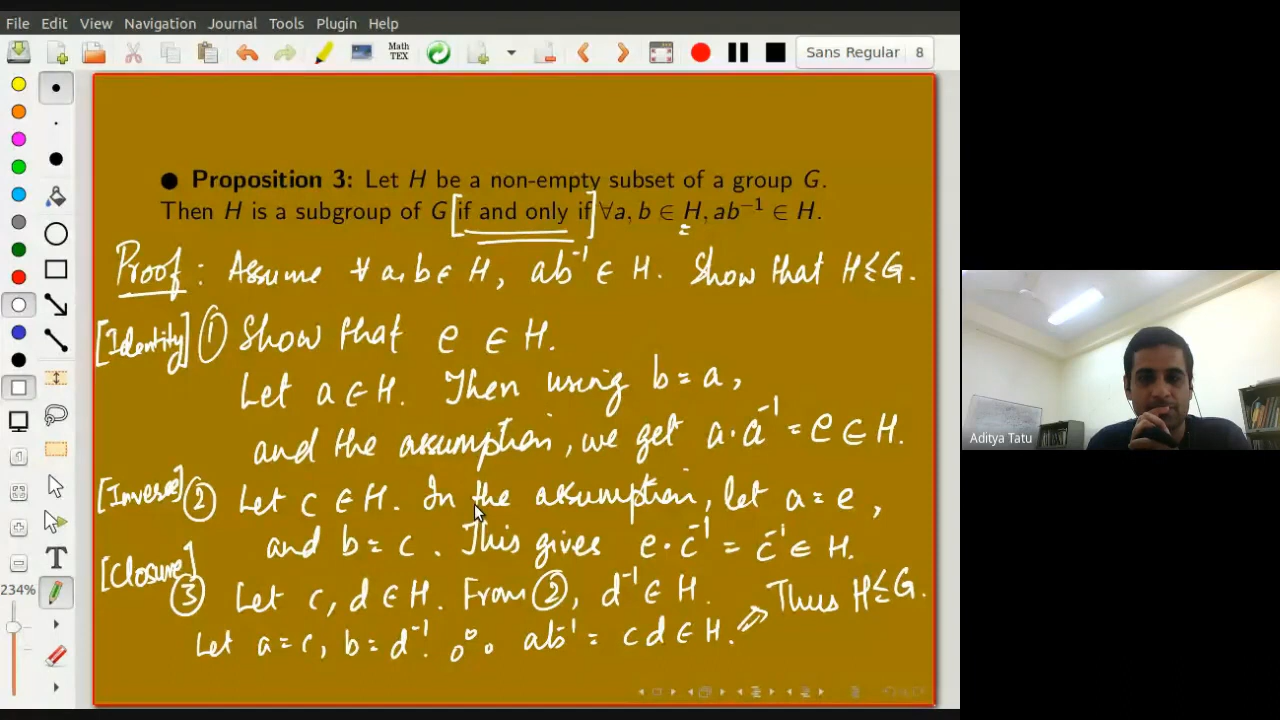 File Edit View Navigation Journal Tools Plugin Help
Math TEX Sans Regular 8
● Proposition 3: Let H be a non-empty subset of a group G.
Then H is a subgroup of G [if and only if] ∀a, b ∈ H, ab⁻¹ ∈ H.
Proof: Assume ∀ a, b ∈ H, ab⁻¹ ∈ H. Show that H ≤ G.
[Identity] ① Show that e ∈ H.
Let a ∈ H. Then using b = a,
and the assumption, we get a·a⁻¹ = e ∈ H.
[Inverse] ② Let c ∈ H. In the assumption, let a = e,
and b = c. This gives e·c⁻¹ = c⁻¹ ∈ H.
[Closure]
③ Let c, d ∈ H. From ②, d⁻¹ ∈ H.
Let a = c, b = d⁻¹. ∴ ab⁻¹ = cd ∈ H. ⇒ Thus H ≤ G.
234%
Aditya Tatu